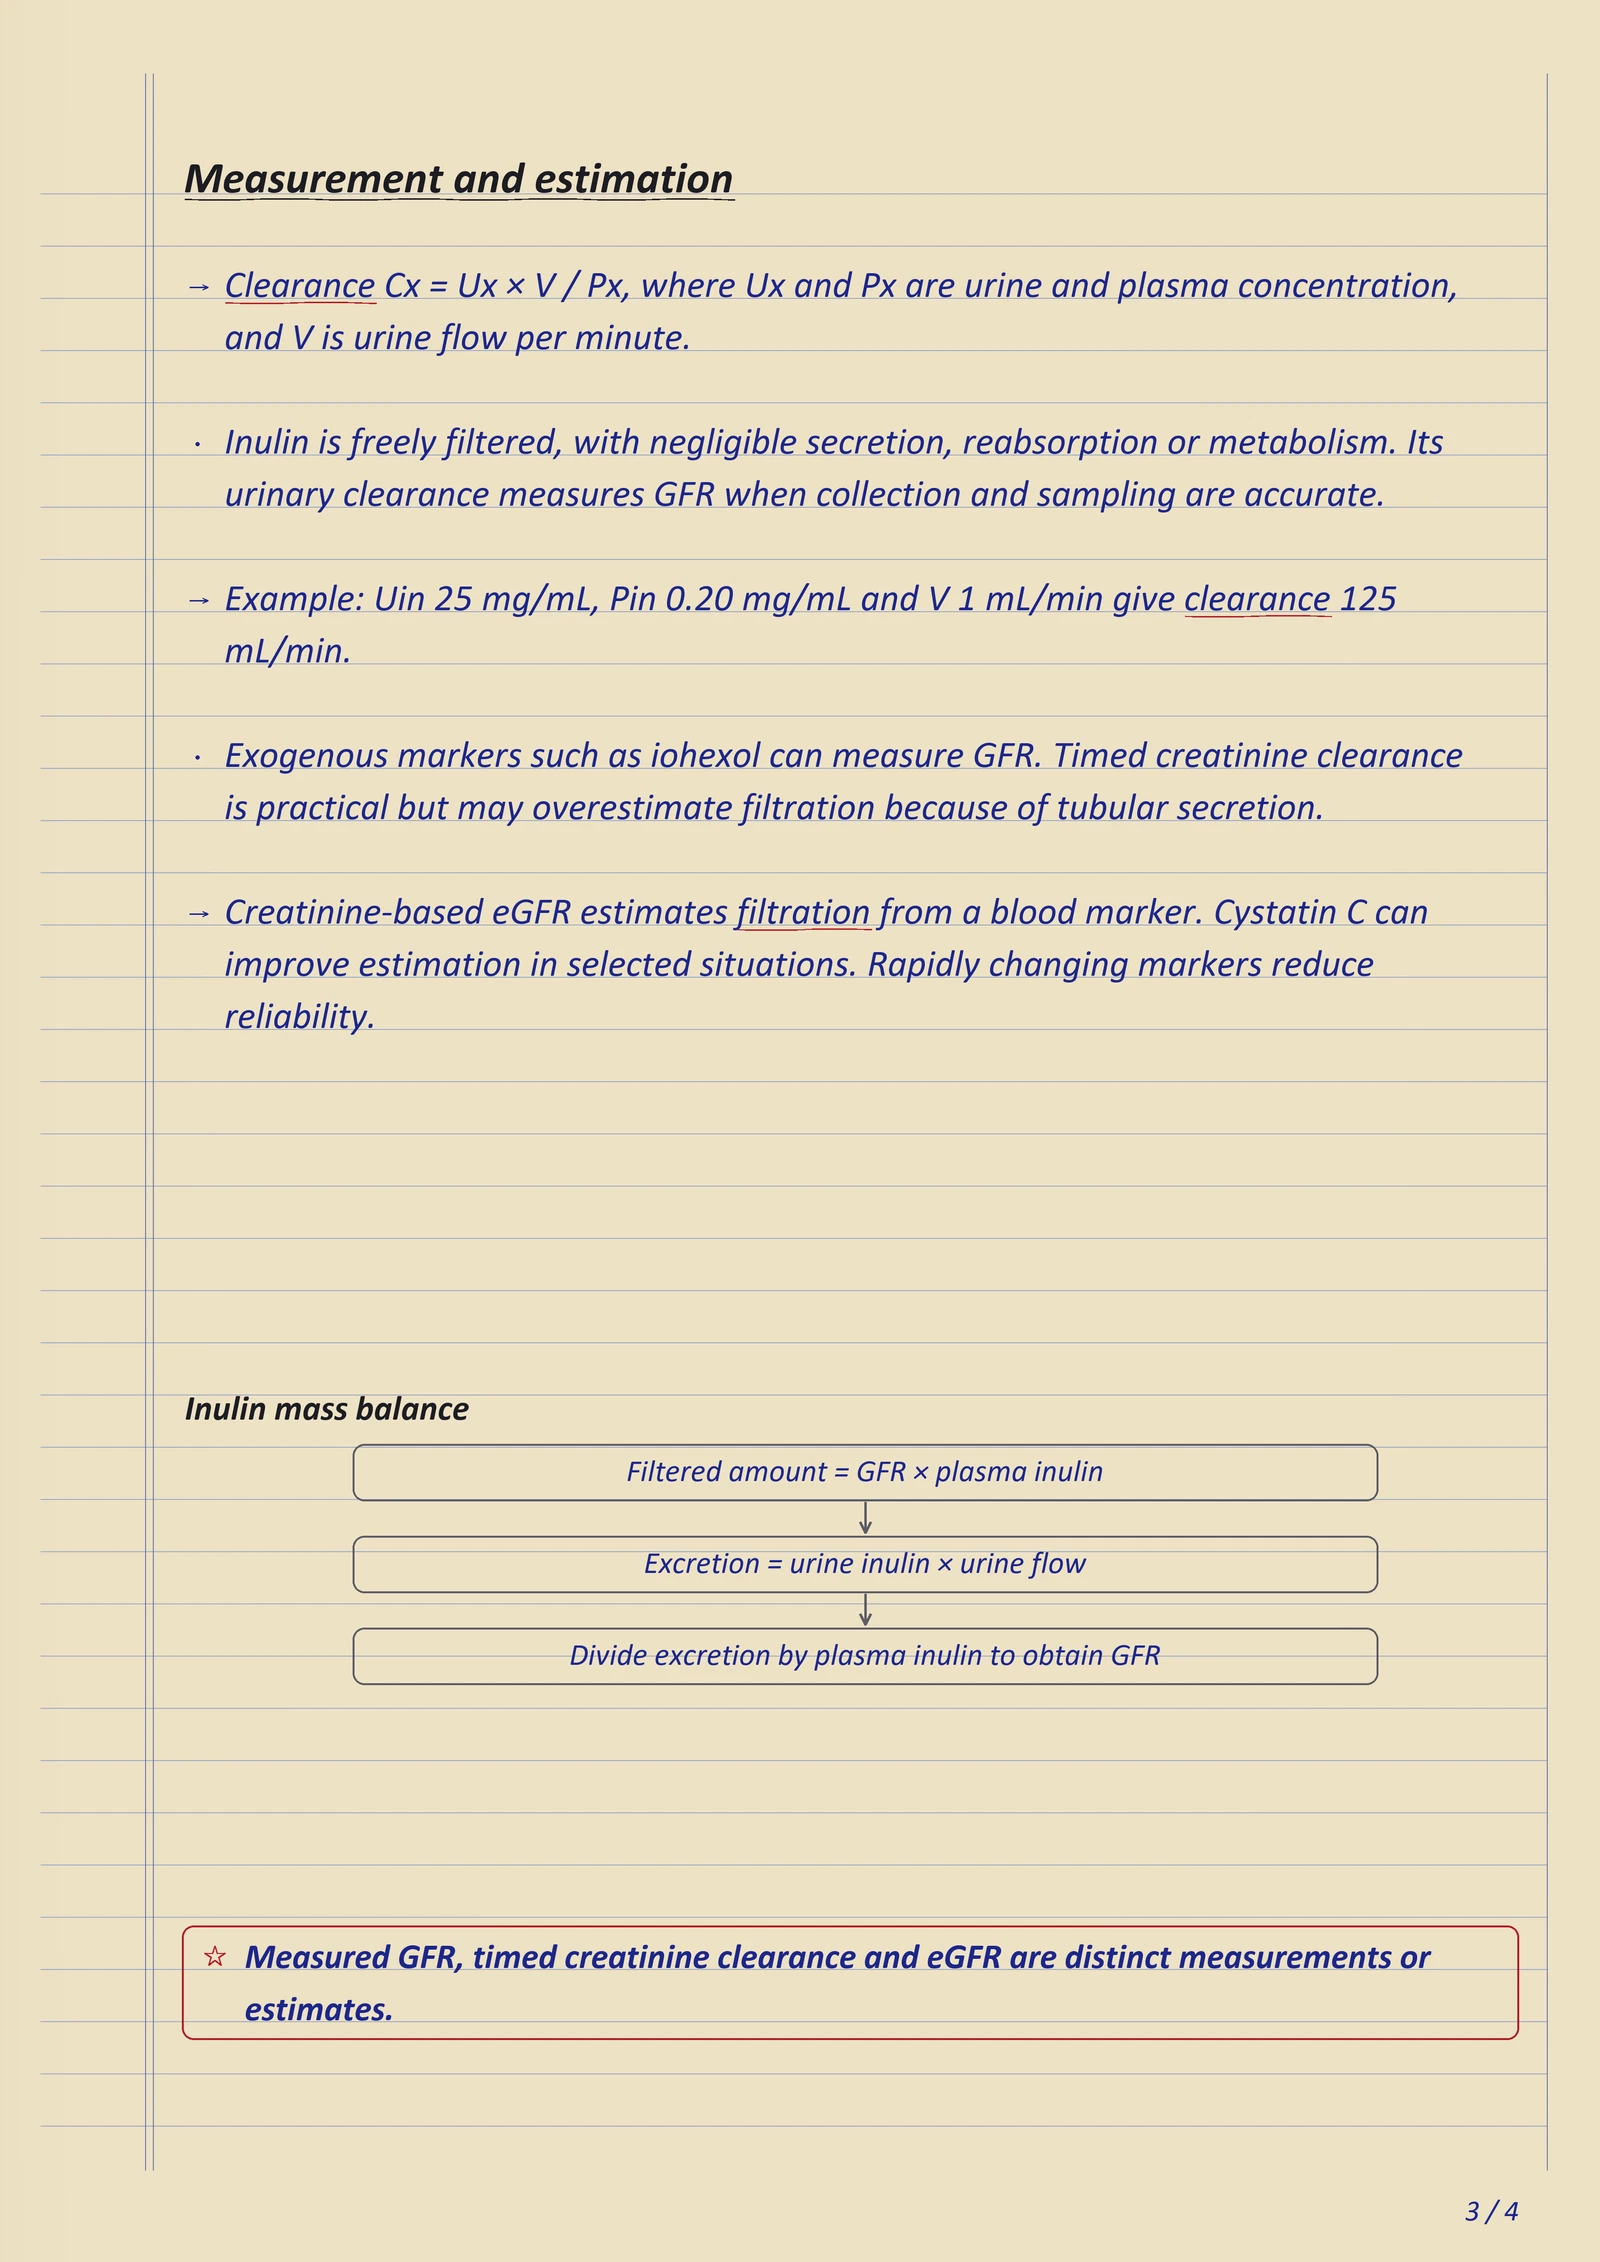 Measurement and estimation
→ Clearance Cx = Ux × V / Px, where Ux and Px are urine and plasma concentration,
and V is urine flow per minute.
· Inulin is freely filtered, with negligible secretion, reabsorption or metabolism. Its
urinary clearance measures GFR when collection and sampling are accurate.
→ Example: Uin 25 mg/mL, Pin 0.20 mg/mL and V 1 mL/min give clearance 125
mL/min.
· Exogenous markers such as iohexol can measure GFR. Timed creatinine clearance
is practical but may overestimate filtration because of tubular secretion.
→ Creatinine-based eGFR estimates filtration from a blood marker. Cystatin C can
improve estimation in selected situations. Rapidly changing markers reduce
reliability.
Inulin mass balance
Filtered amount = GFR × plasma inulin
Excretion = urine inulin × urine flow
Divide excretion by plasma inulin to obtain GFR
☆ Measured GFR, timed creatinine clearance and eGFR are distinct measurements or
estimates.
3 / 4